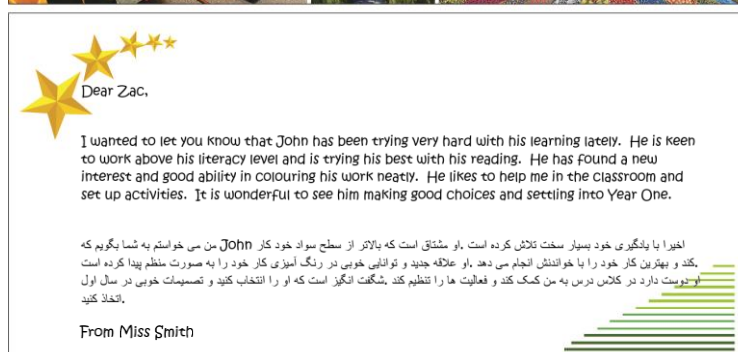 Dear Zac,
I wanted to let you know that John has been trying very hard with his learning lately. He is keen
to work above his literacy level and is trying his best with his reading. He has found a new
interest and good ability in colouring his work neatly. He likes to help me in the classroom and
set up activities. It is wonderful to see him making good choices and settling into Year One.
اخیرا با یادگیری خود بسیار سخت تلاش کرده است .او مشتاق است که بالاتر از سطح سواد خود کار John من می خواستم به شما بگویم که
.کند و بهترین کار خود را با خواندنش انجام می دهد .او علاقه جدید و توانایی خوبی در رنگ آمیزی کار خود را به صورت منظم پیدا کرده است
او دوست دارد در کلاس درس به من کمک کند و فعالیت ها را تنظیم کند .شگفت انگیز است که او را انتخاب کنید و تصمیمات خوبی در سال اول
.اتخاذ کنید
From Miss Smith